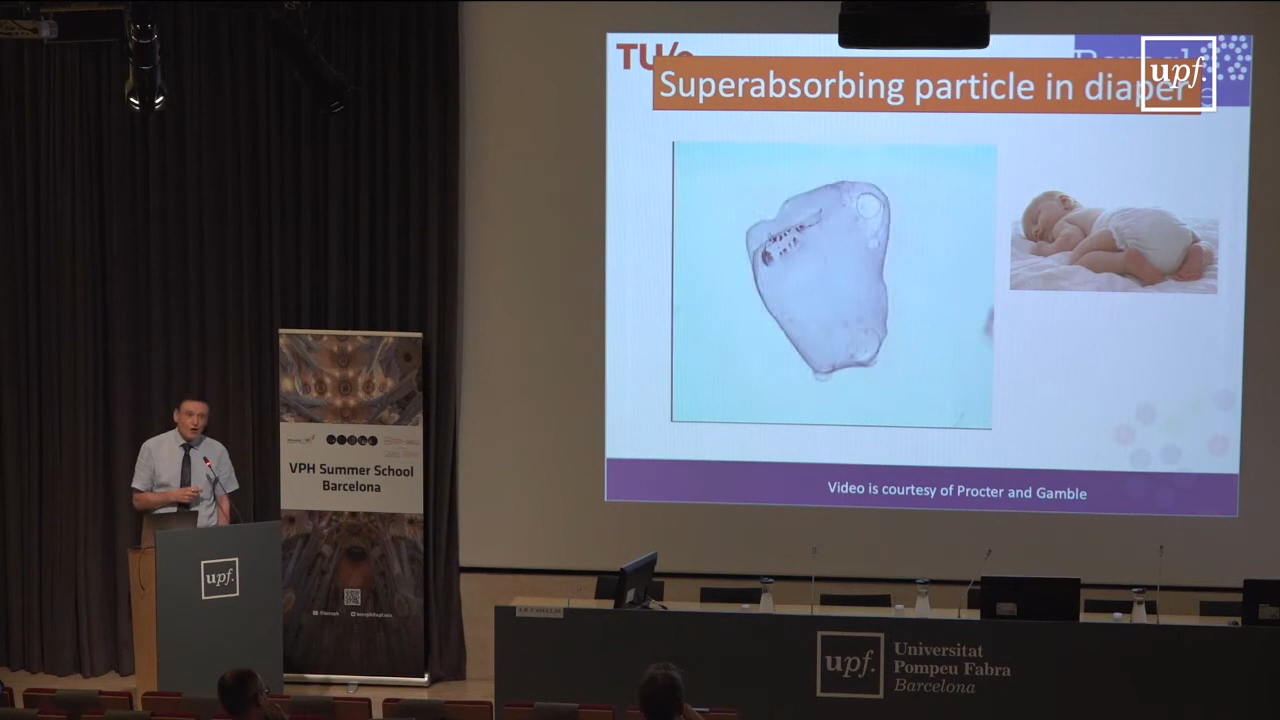 TU/e
upf.
Superabsorbing particle in diaper
Video is courtesy of Procter and Gamble
VPH Summer School
Barcelona
upf.
upf.
Universitat
Pompeu Fabra
Barcelona